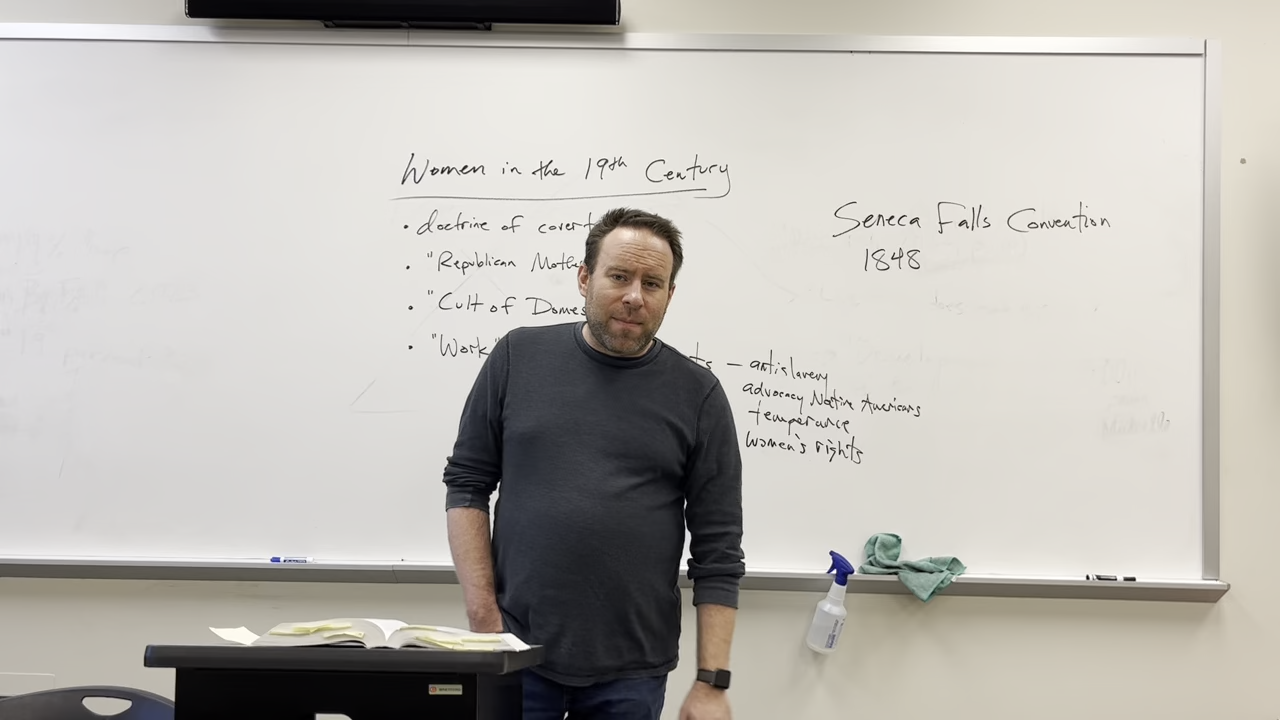 Women in the 19th Century
• doctrine of covert
• "Republican Mothe
• "Cult of Domes
• "Work"
ts — antislavery
advocacy Native Americans
temperance
women's rights
Seneca Falls Convention
1848